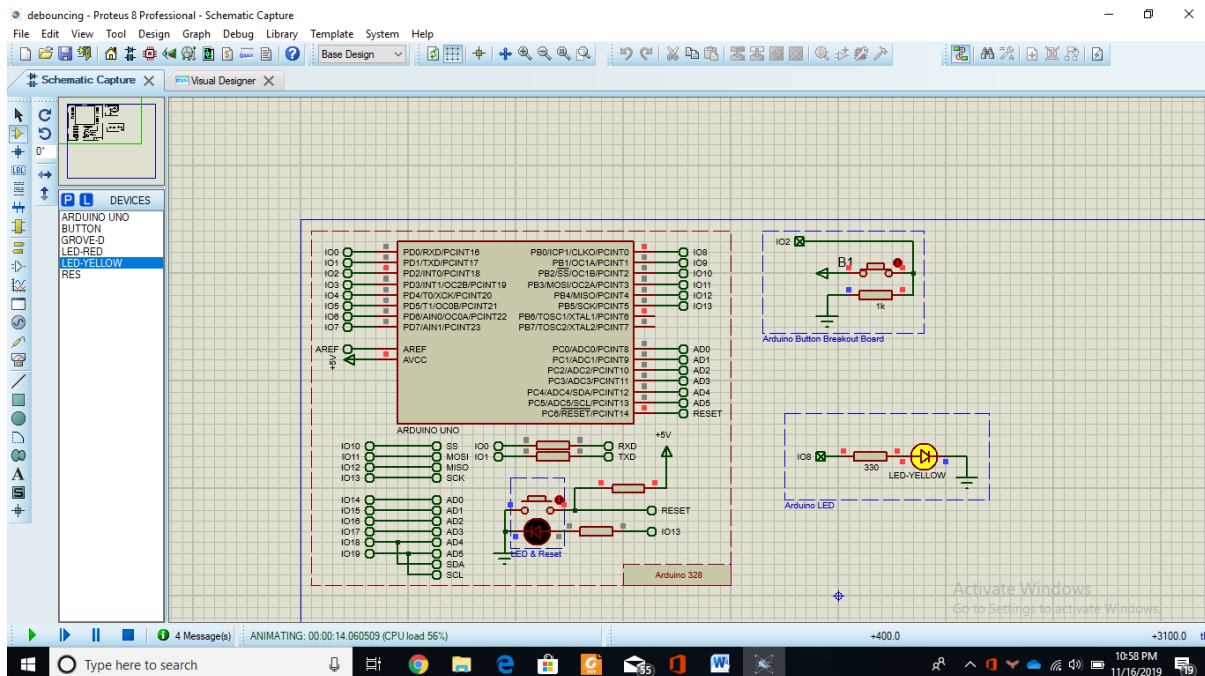 debouncing - Proteus 8 Professional - Schematic Capture
File Edit View Tool Design Graph Debug Library Template System Help
Base Design
Schematic Capture
Visual Designer
0°
LBL
P L DEVICES
ARDUINO UNO
BUTTON
GROVE-D
LED-RED
LED-YELLOW
RES
A
S
IO0 PD0/RXD/PCINT16 PB0/ICP1/CLKO/PCINT0 IO8
IO1 PD1/TXD/PCINT17 PB1/OC1A/PCINT1 IO9
IO2 PD2/INT0/PCINT18 PB2/SS/OC1B/PCINT2 IO10
IO3 PD3/INT1/OC2B/PCINT19 PB3/MOSI/OC2A/PCINT3 IO11
IO4 PD4/T0/XCK/PCINT20 PB4/MISO/PCINT4 IO12
IO5 PD5/T1/OC0B/PCINT21 PB5/SCK/PCINT5 IO13
IO6 PD6/AIN0/OC0A/PCINT22 PB6/TOSC1/XTAL1/PCINT6
IO7 PD7/AIN1/PCINT23 PB7/TOSC2/XTAL2/PCINT7
AREF AREF PC0/ADC0/PCINT8 AD0
+5V AVCC PC1/ADC1/PCINT9 AD1
PC2/ADC2/PCINT10 AD2
PC3/ADC3/PCINT11 AD3
PC4/ADC4/SDA/PCINT12 AD4
PC5/ADC5/SCL/PCINT13 AD5
PC6/RESET/PCINT14 RESET
ARDUINO UNO
IO10 SS IO0 RXD
IO11 MOSI IO1 TXD
IO12 MISO
IO13 SCK
+5V
IO14 AD0
IO15 AD1
IO16 AD2
IO17 AD3
IO18 AD4
IO19 AD5
SDA
SCL
RESET
IO13
LED & Reset
Arduino 328
IO2
B1
1k
Arduino Button Breakout Board
IO8
330
LED-YELLOW
Arduino LED
Activate Windows
Go to Settings to activate Windows.
4 Message(s) ANIMATING: 00:00:14.060509 (CPU load 56%) +400.0 +3100.0 th
Type here to search
55
W
10:58 PM
11/16/2019
19